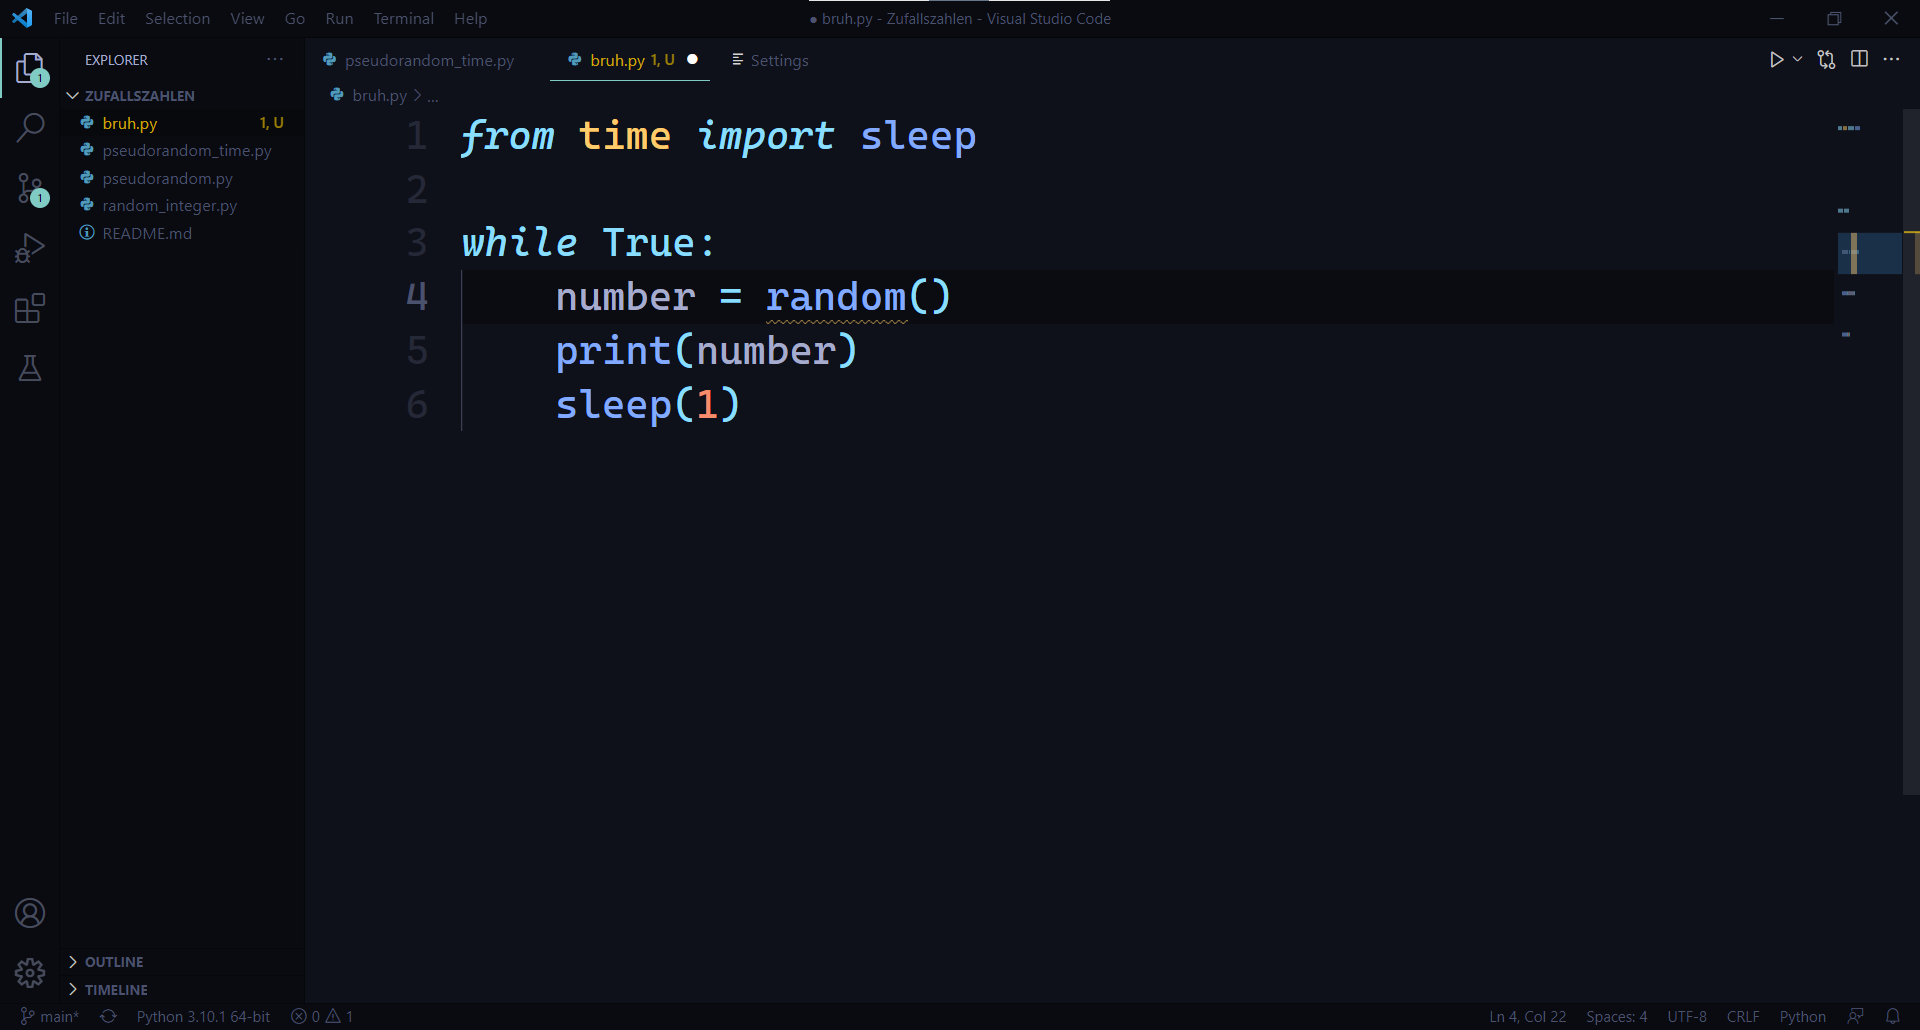 File Edit Selection View Go Run Terminal Help
● bruh.py - Zufallszahlen - Visual Studio Code
EXPLORER
ZUFALLSZAHLEN
bruh.py 1, U
pseudorandom_time.py
pseudorandom.py
random_integer.py
README.md
1
1
OUTLINE
TIMELINE
pseudorandom_time.py bruh.py 1, U Settings
bruh.py > ...
1 from time import sleep
2
3 while True:
4     number = random()
5     print(number)
6     sleep(1)
main* Python 3.10.1 64-bit 0 1 Ln 4, Col 22 Spaces: 4 UTF-8 CRLF Python